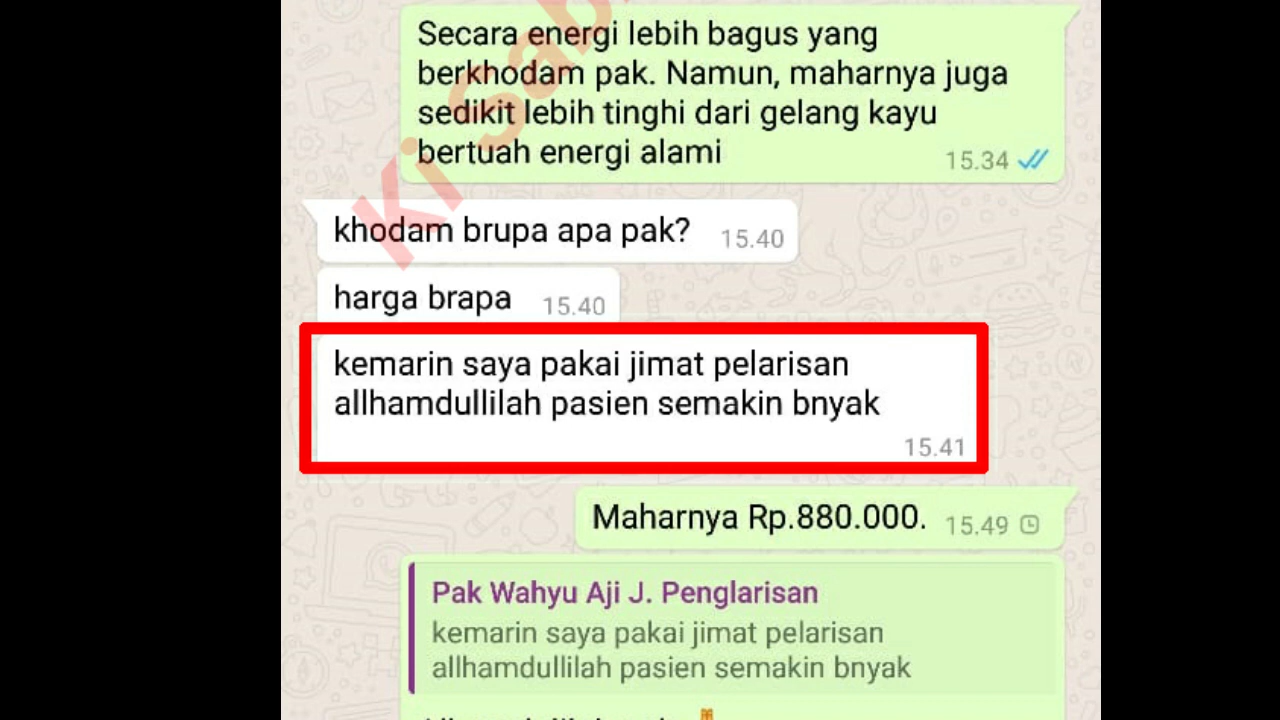 Secara energi lebih bagus yang
berkhodam pak. Namun, maharnya juga
sedikit lebih tinghi dari gelang kayu
bertuah energi alami
15.34
khodam brupa apa pak?
15.40
harga brapa
15.40
kemarin saya pakai jimat pelarisan
allhamdullilah pasien semakin bnyak
15.41
Maharnya Rp.880.000.
15.49
Pak Wahyu Aji J. Penglarisan
kemarin saya pakai jimat pelarisan
allhamdullilah pasien semakin bnyak
Ki Sab